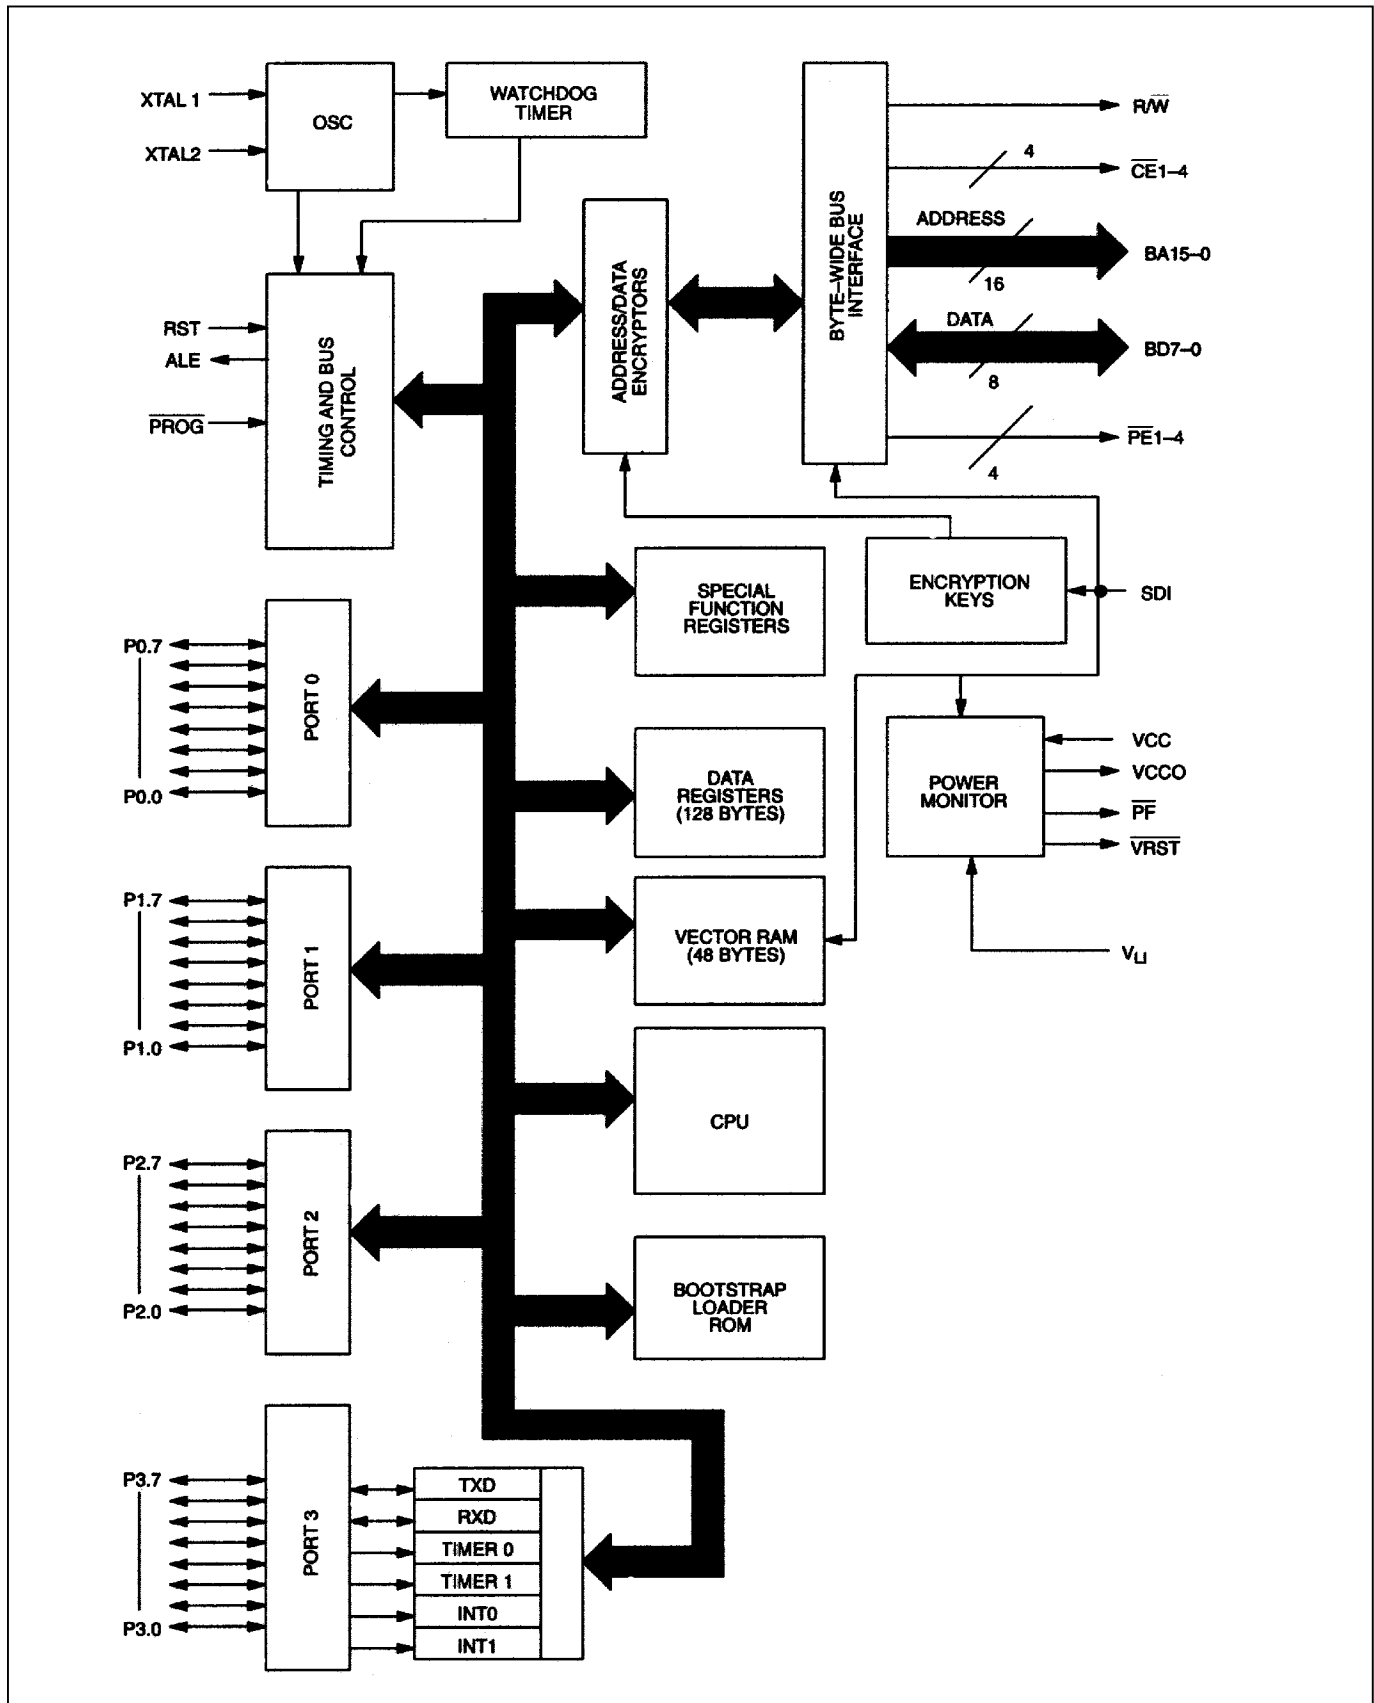 XTAL 1
XTAL2
OSC
WATCHDOG
TIMER
RST
ALE
PROG
TIMING AND BUS
CONTROL
ADDRESS/DATA
ENCRYPTORS
BYTE–WIDE BUS
INTERFACE
R/W
4
CE1–4
ADDRESS
16
BA15–0
DATA
8
BD7–0
PE1–4
4
ENCRYPTION
KEYS
SDI
SPECIAL
FUNCTION
REGISTERS
P0.7
P0.0
PORT 0
DATA
REGISTERS
(128 BYTES)
POWER
MONITOR
VCC
VCCO
PF
VRST
VLI
P1.7
P1.0
PORT 1
VECTOR RAM
(48 BYTES)
CPU
P2.7
P2.0
PORT 2
BOOTSTRAP
LOADER
ROM
P3.7
P3.0
PORT 3
TXD
RXD
TIMER 0
TIMER 1
INT0
INT1